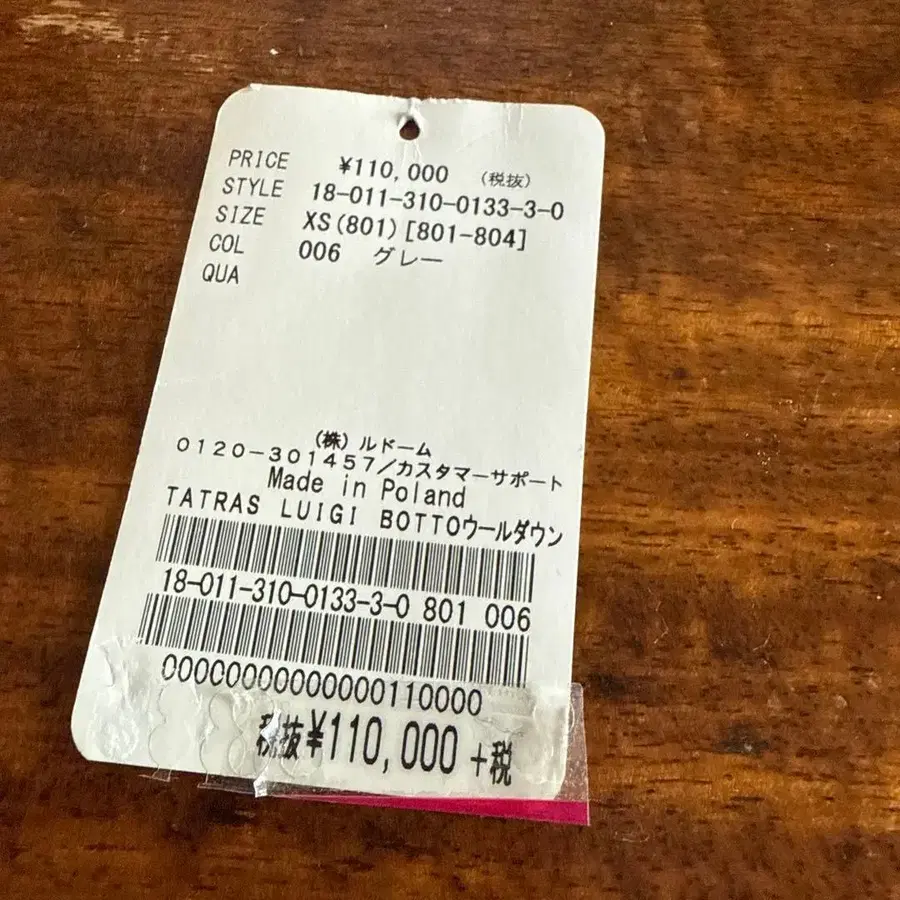 PRICE ¥110,000 (税抜)
STYLE 18-011-310-0133-3-0
SIZE XS(801)[801-804]
COL 006 グレー
QUA
(株)ルドーム
0120-301457/カスタマーサポート
Made in Poland
TATRAS LUIGI BOTTOウールダウン
18-011-310-0133-3-0 801 006
00000000000000110000
税抜¥110,000+税